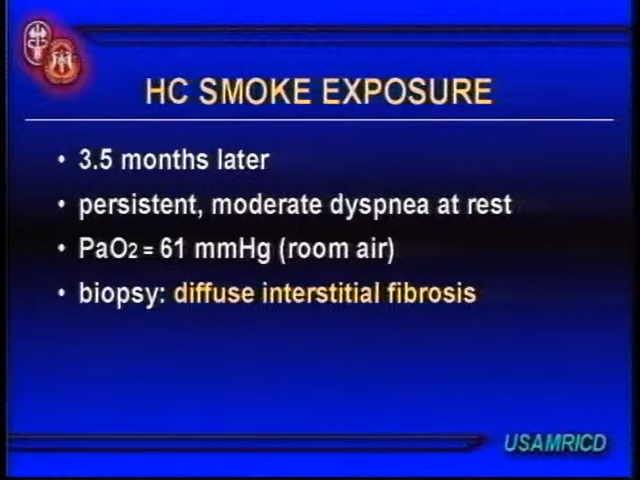 HC SMOKE EXPOSURE
• 3.5 months later
• persistent, moderate dyspnea at rest
• PaO2 = 61 mmHg (room air)
• biopsy: diffuse interstitial fibrosis
USAMRICD